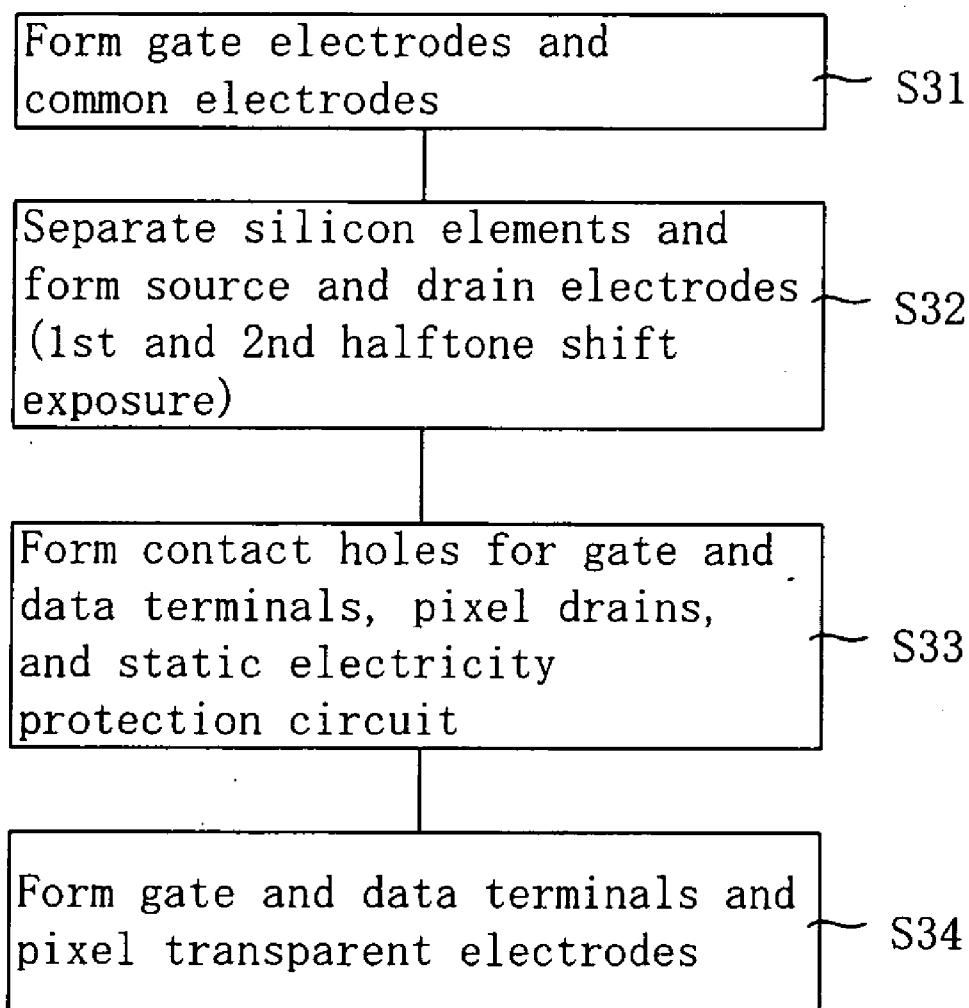 Form gate electrodes and
common electrodes
S31
Separate silicon elements and
form source and drain electrodes
(1st and 2nd halftone shift
exposure)
S32
Form contact holes for gate and
data terminals, pixel drains,
and static electricity
protection circuit
S33
Form gate and data terminals and
pixel transparent electrodes
S34